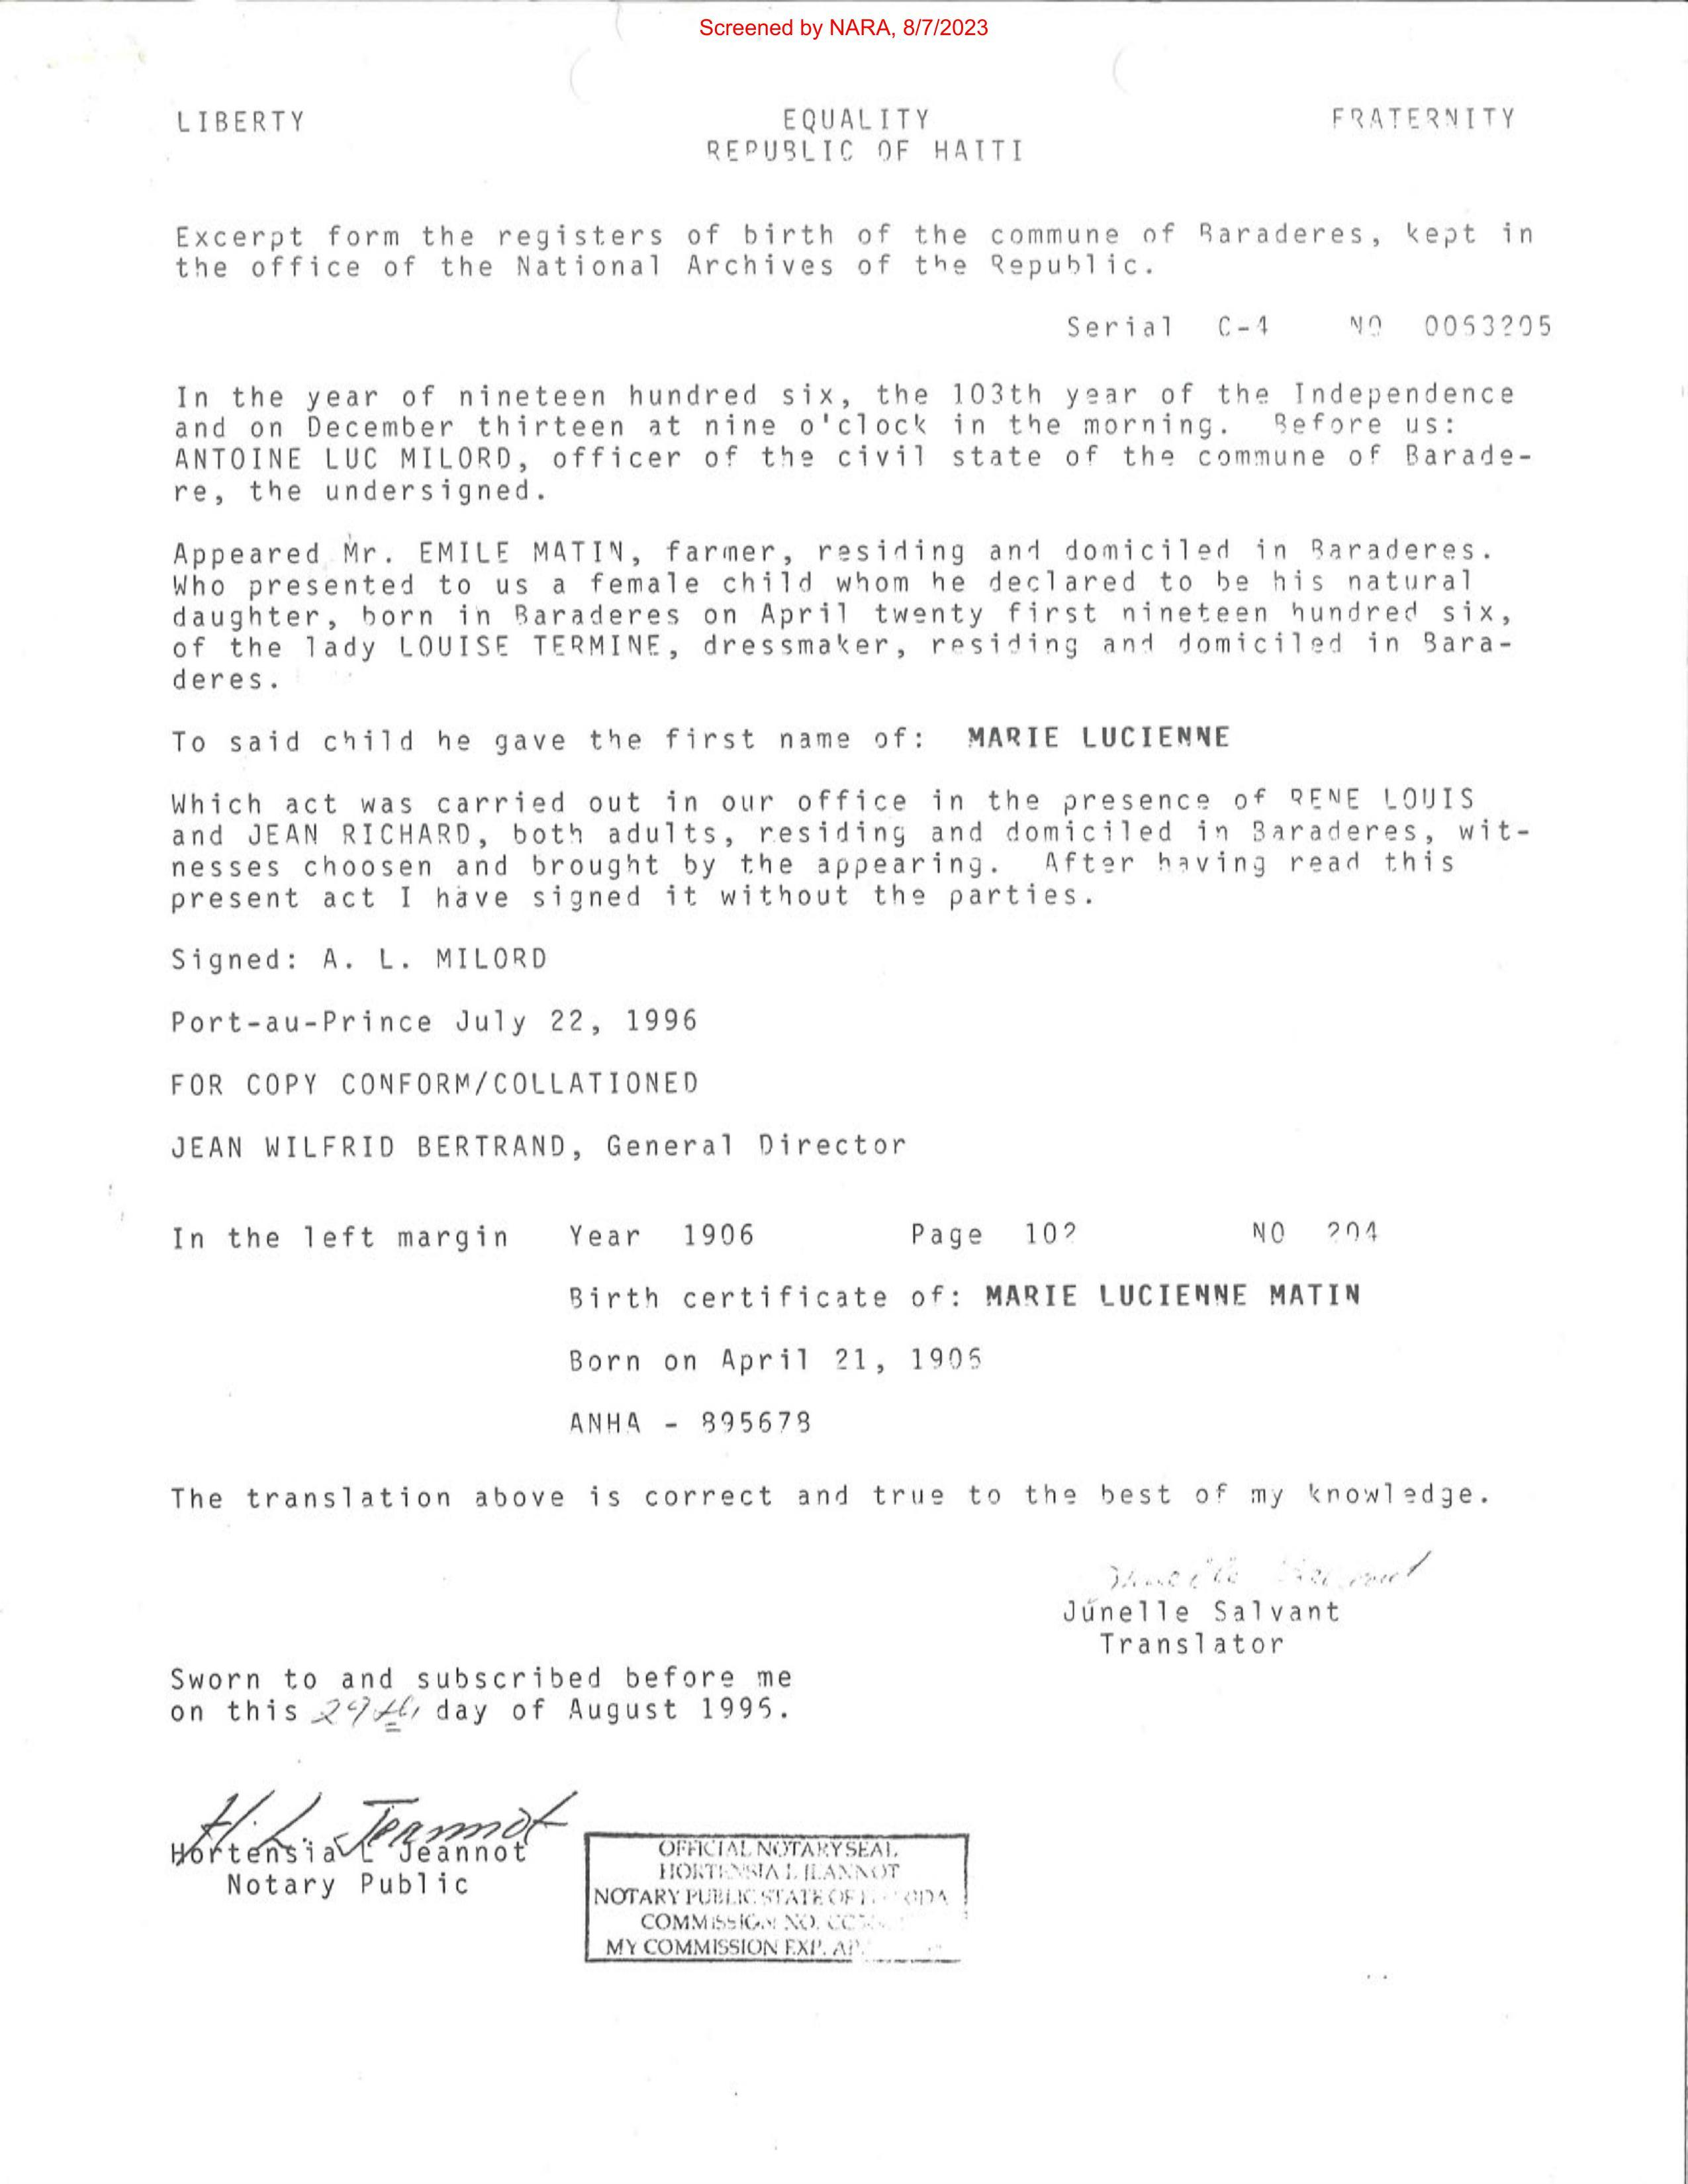 Screened by NARA, 8/7/2023
LIBERTY EQUALITY FRATERNITY
REPUBLIC OF HAITI
Excerpt form the registers of birth of the commune of Baraderes, kept in
the office of the National Archives of the Republic.
Serial C-4 NO
In the year of nineteen hundred six, the 103th year of the Independence
and on December thirteen at nine o'clock in the morning. Before us:
ANTOINE LUC MILORD, officer of the civil state of the commune of Barade-
re, the undersigned.
Appeared Mr. EMILE MATIN, farmer, residing and domiciled in Baraderes.
Who presented to us a female child whom he declared to be his natural
daughter, born in Baraderes on April twenty first nineteen hundred six,
of the lady LOUISE TERMINE, dressmaker, residing and domiciled in Bara-
deres.
To said child he gave the first name of: MARIE LUCIENNE
Which act was carried out in our office in the presence of RENE LOUIS
and JEAN RICHARD, both adults, residing and domiciled in Baraderes, wit-
nesses choosen and brought by the appearing. After having read this
present act I have signed it without the parties.
Signed: A. L. MILORD
Port-au-Prince July 22, 1996
FOR COPY CONFORM/COLLATIONED
JEAN WILFRID BERTRAND, General Director
In the left margin Year 1906 Page 102 NO 204
Birth certificate of: MARIE LUCIENNE MATIN
Born on April 21, 1906
ANHA - 895678
The translation above is correct and true to the best of my knowledge.
Junelle Salvant
Translator
Sworn to and subscribed before me
on this 29th day of August 1996.
H. L. Jeannot
Hortensia L Jeannot
Notary Public
OFFICIAL NOTARY SEAL
HORTENSIA L JEANNOT
NOTARY PUBLIC STATE OF
COMMISSION NO.
MY COMMISSION EXP.